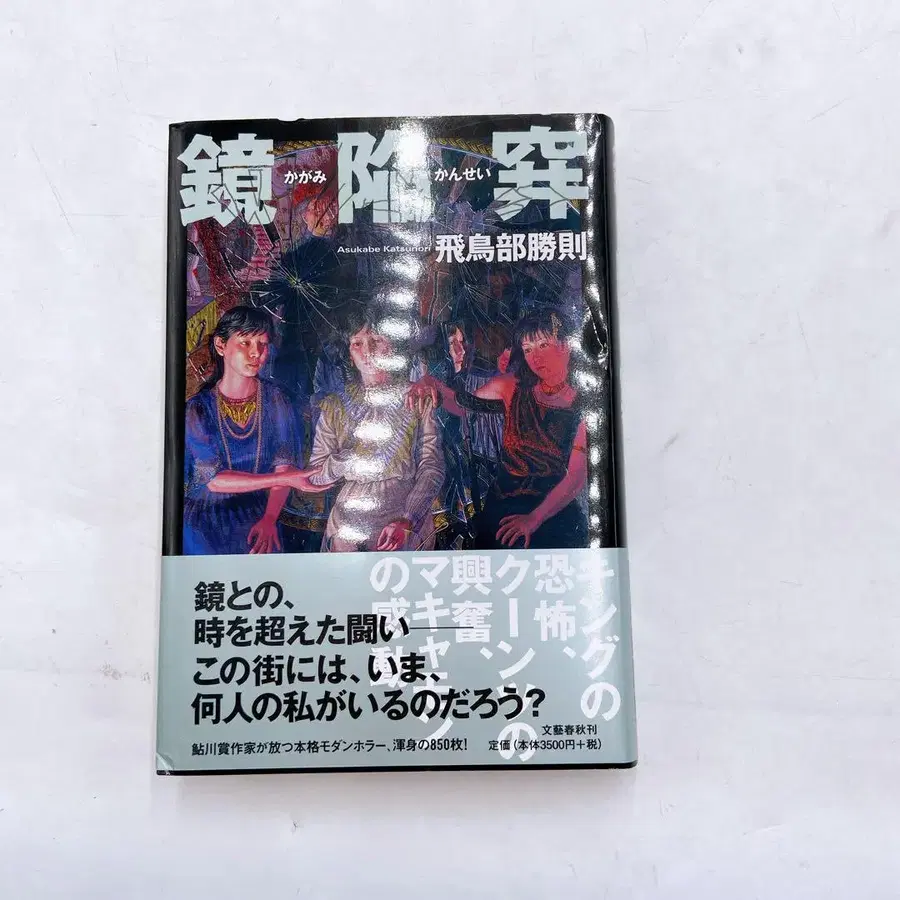 鏡陥穽
かがみ かんせい
Asukabe Katsunori 飛鳥部勝則
キングの
恐怖、
クーンツの
興奮、
マキャモン
の感動
鏡との、
時を超えた闘い――
この街には、いま、
何人の私がいるのだろう?
鮎川賞作家が放つ本格モダンホラー、渾身の850枚!
文藝春秋刊
定価(本体3500円+税)